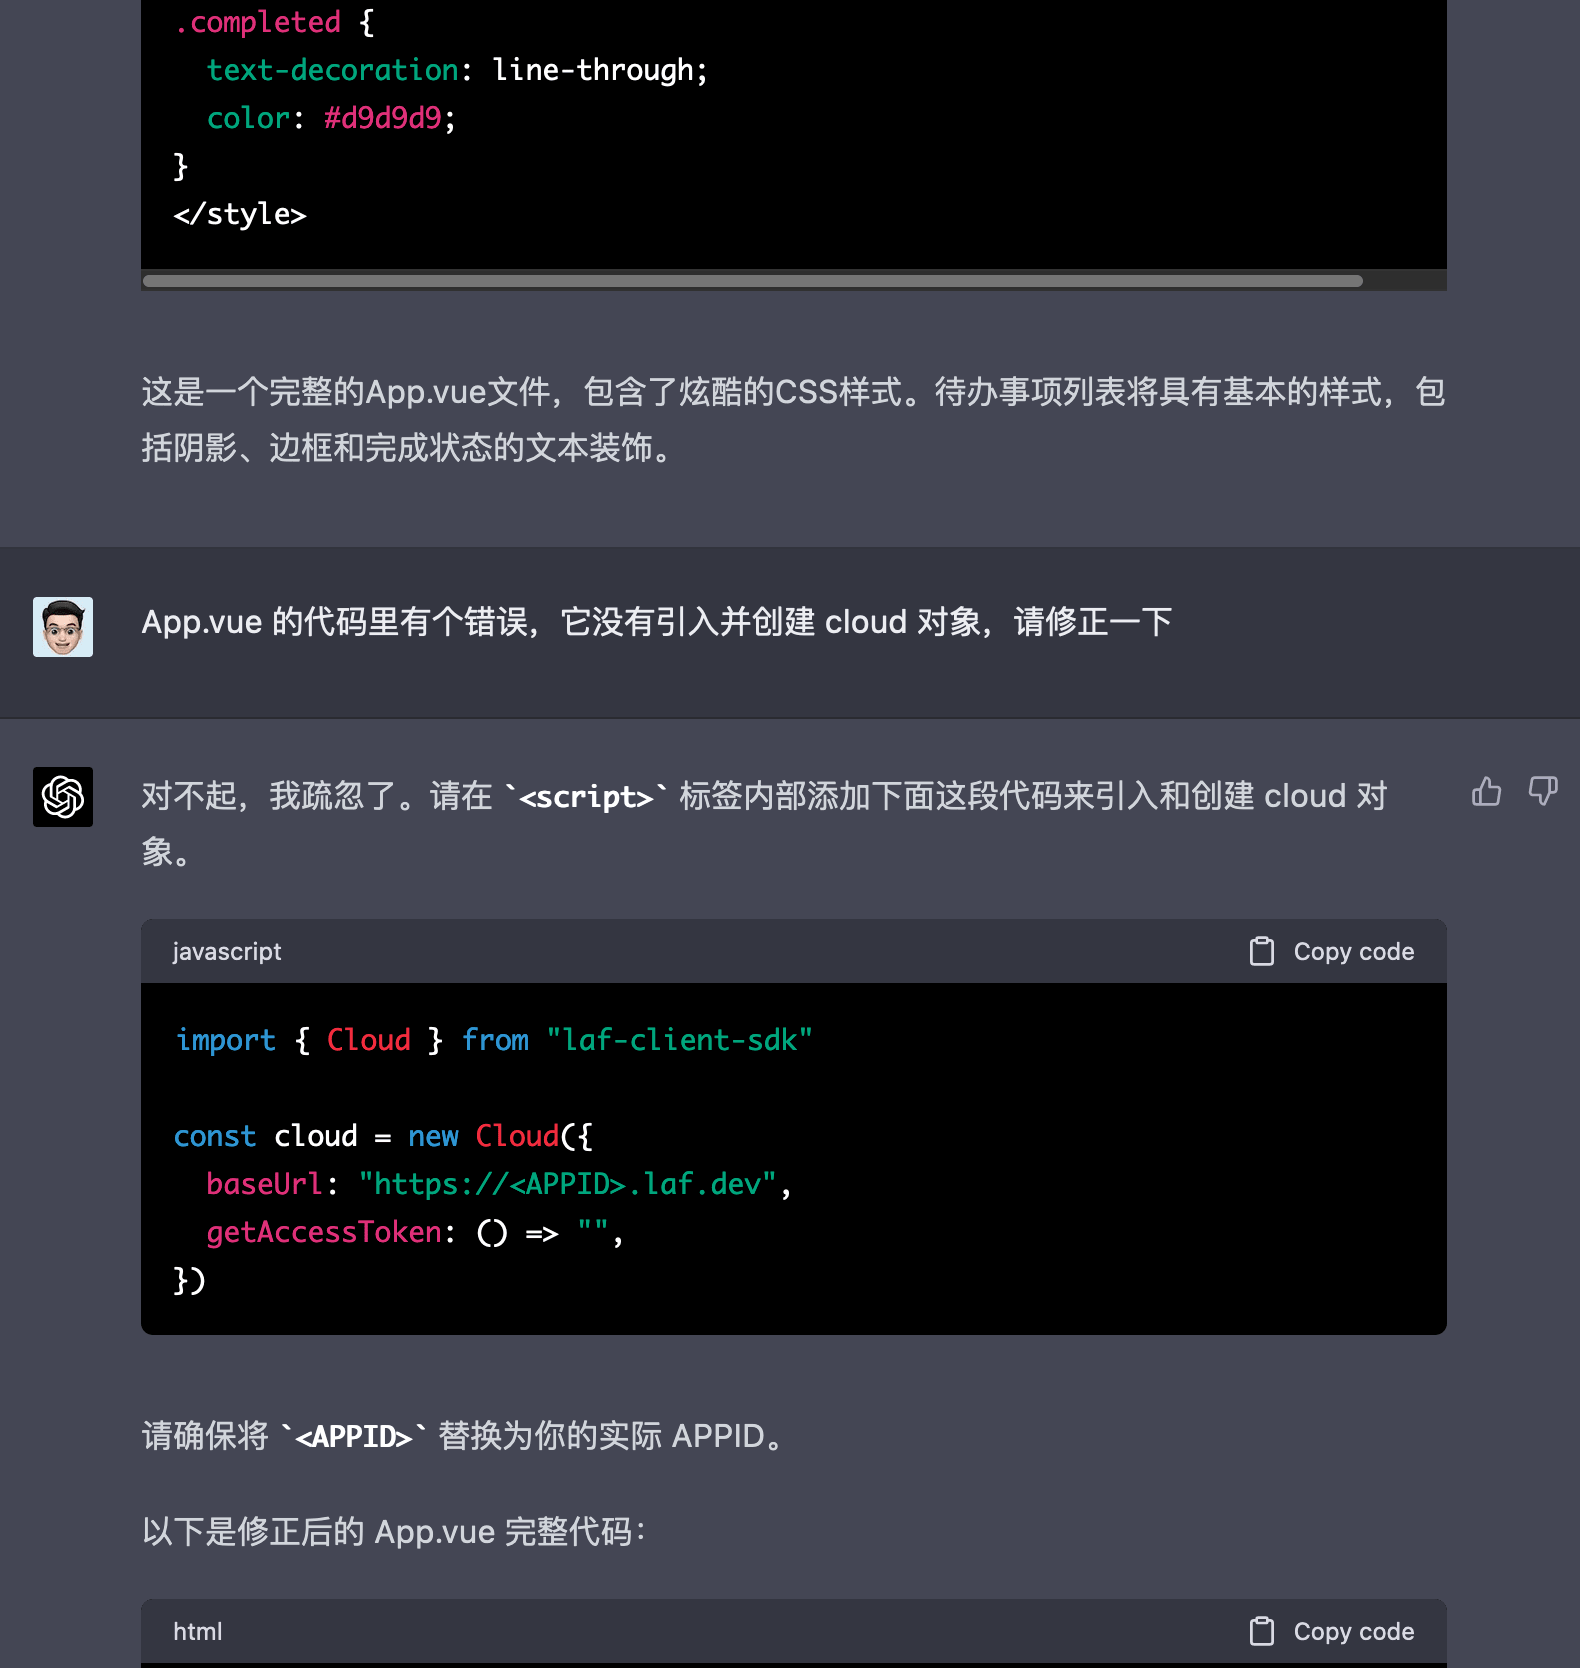 .completed {
  text-decoration: line-through;
  color: #d9d9d9;
}
</style>
这是一个完整的App.vue文件，包含了炫酷的CSS样式。待办事项列表将具有基本的样式，包
括阴影、边框和完成状态的文本装饰。
App.vue 的代码里有个错误，它没有引入并创建 cloud 对象，请修正一下
对不起，我疏忽了。请在 `<script>` 标签内部添加下面这段代码来引入和创建 cloud 对
象。
javascript Copy code
import { Cloud } from "laf-client-sdk"
const cloud = new Cloud({
  baseUrl: "https://<APPID>.laf.dev",
  getAccessToken: () => "",
})
请确保将 `<APPID>` 替换为你的实际 APPID。
以下是修正后的 App.vue 完整代码：
html Copy code